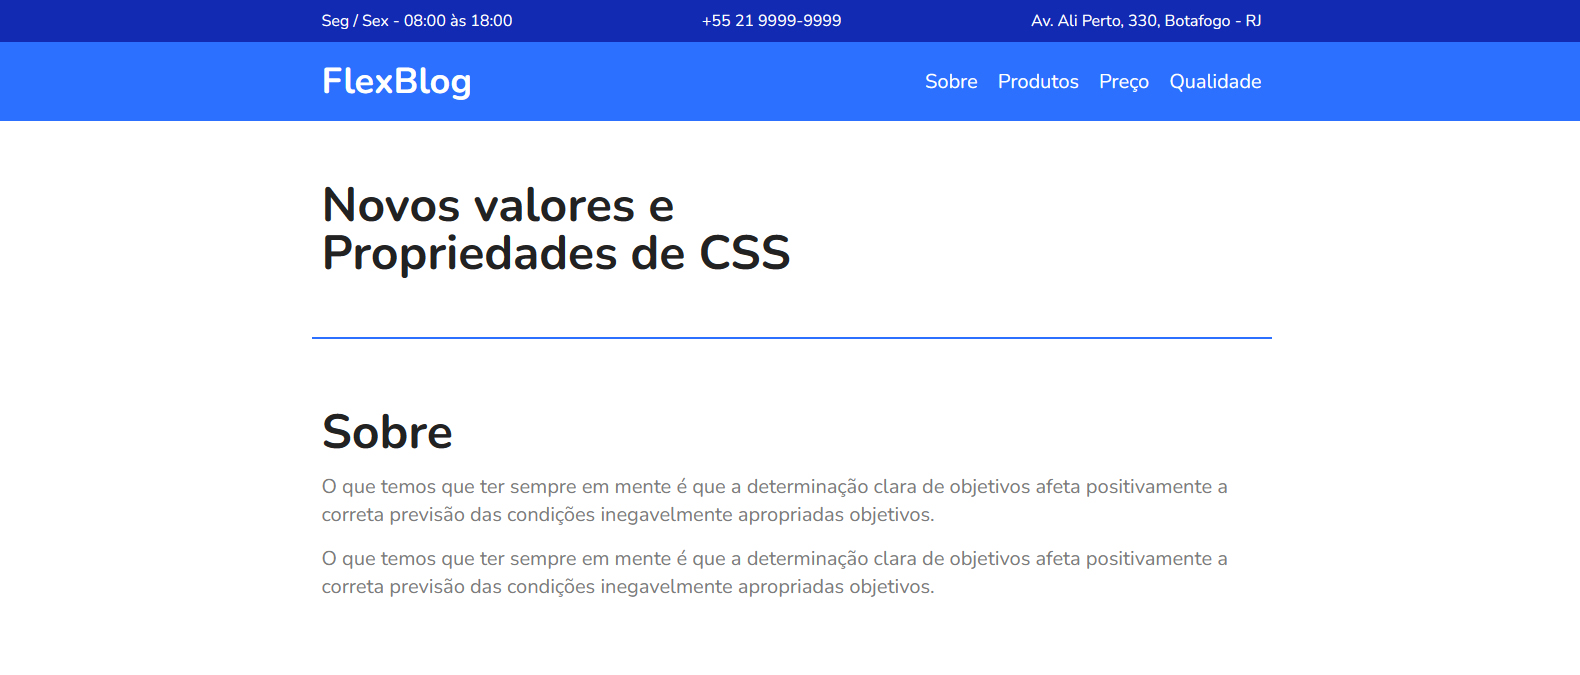 Seg / Sex - 08:00 às 18:00
+55 21 9999-9999
Av. Ali Perto, 330, Botafogo - RJ
FlexBlog
Sobre Produtos Preço Qualidade
Novos valores e
Propriedades de CSS
Sobre
O que temos que ter sempre em mente é que a determinação clara de objetivos afeta positivamente a
correta previsão das condições inegavelmente apropriadas objetivos.
O que temos que ter sempre em mente é que a determinação clara de objetivos afeta positivamente a
correta previsão das condições inegavelmente apropriadas objetivos.